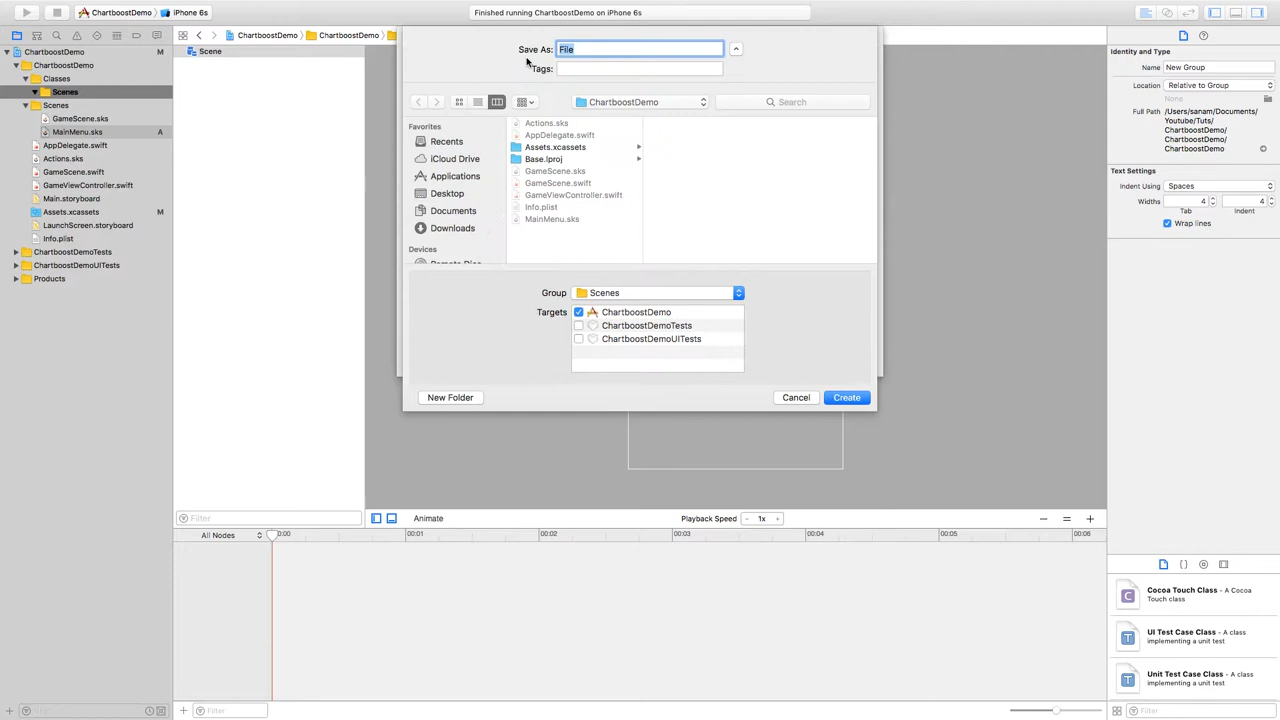 ChartboostDemo
iPhone 6s
Finished running ChartboostDemo on iPhone 6s
ChartboostDemo
ChartboostDemo
ChartboostDemo M
ChartboostDemo
Classes
Scenes
Scenes
GameScene.sks
MainMenu.sks A
AppDelegate.swift
Actions.sks
GameScene.swift
GameViewController.swift
Main.storyboard
Assets.xcassets M
LaunchScreen.storyboard
Info.plist
ChartboostDemoTests
ChartboostDemoUITests
Products
Scene
Save As: File
Tags:
ChartboostDemo
Search
Favorites
Recents
iCloud Drive
Applications
Desktop
Documents
Downloads
Devices
Actions.sks
AppDelegate.swift
Assets.xcassets
Base.lproj
GameScene.sks
GameScene.swift
GameViewController.swift
Info.plist
MainMenu.sks
Group Scenes
Targets ChartboostDemo
ChartboostDemoTests
ChartboostDemoUITests
New Folder
Cancel
Create
Identity and Type
Name New Group
Location Relative to Group
None
Full Path /Users/sanam/Documents/
Youtube/Tuts/
ChartboostDemo/
ChartboostDemo/
ChartboostDemo
Text Settings
Indent Using Spaces
Widths 4 4
Tab Indent
Wrap lines
Filter
Animate
Playback Speed - 1x +
All Nodes 0:00 00:01 00:02 00:03 00:04 00:05 00:06
Cocoa Touch Class - A Cocoa
Touch class
UI Test Case Class - A class
implementing a unit test
Unit Test Case Class - A class
implementing a unit test
Filter
Filter
Filter